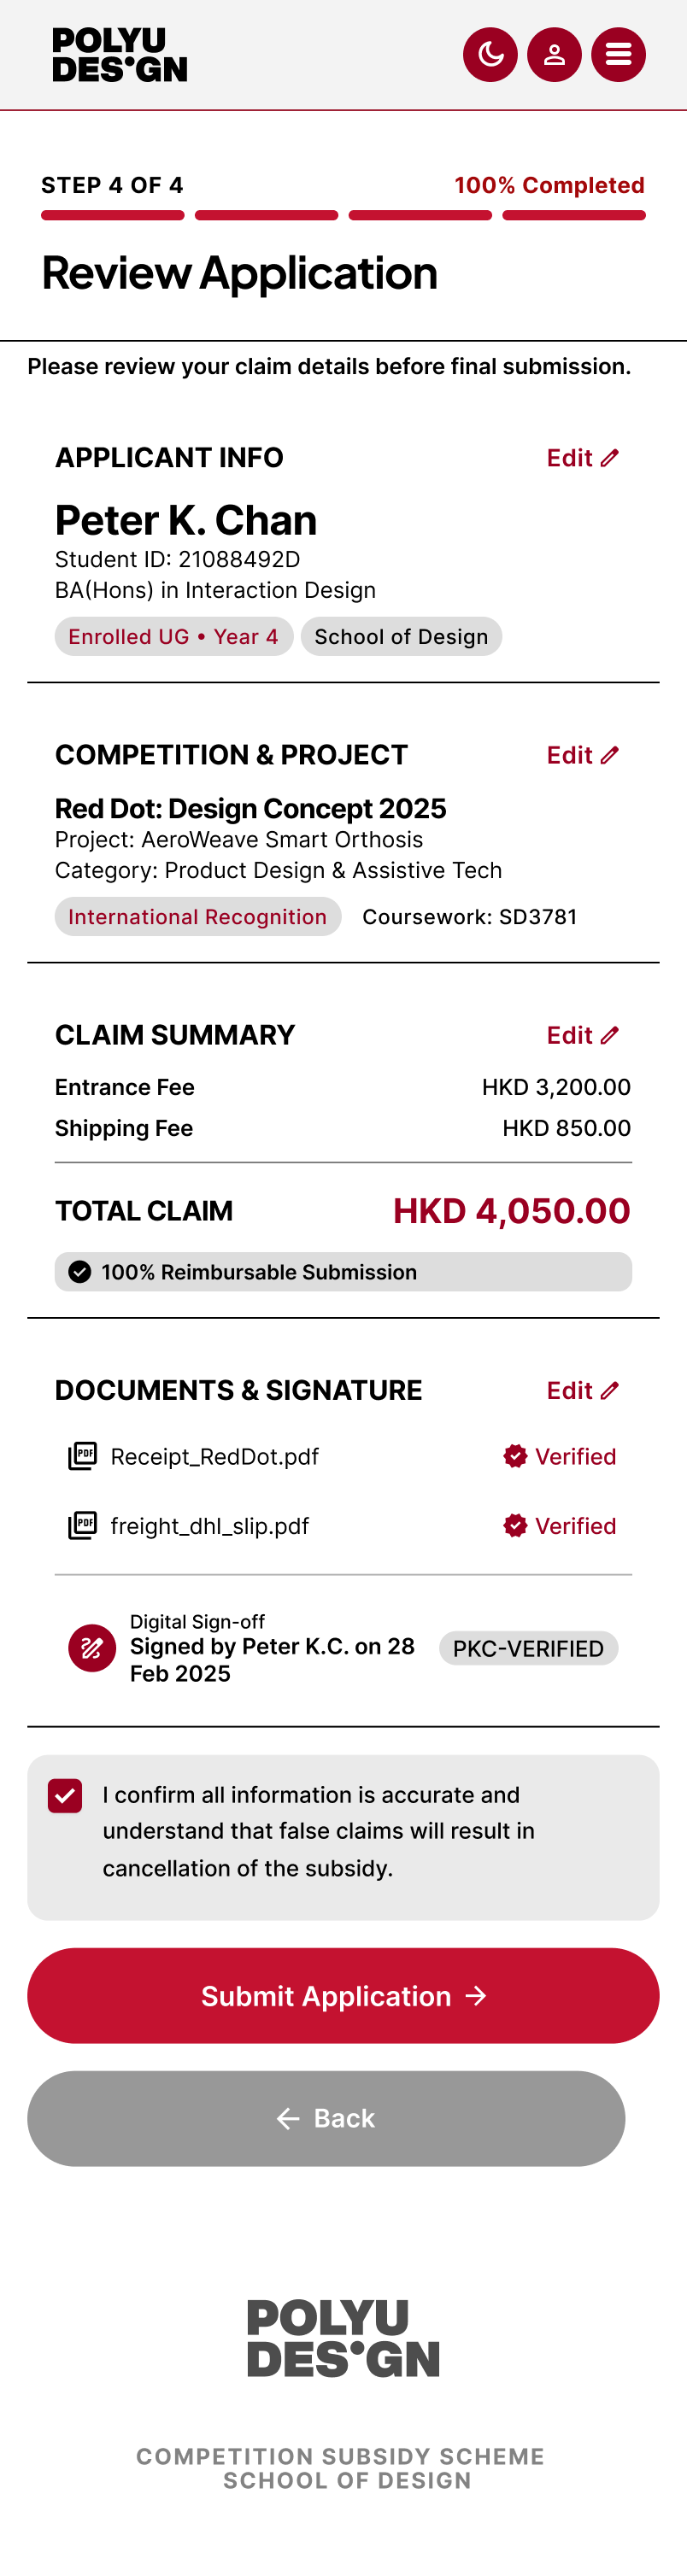 POLYU
DES•GN
STEP 4 OF 4
100% Completed
Review Application
Please review your claim details before final submission.
APPLICANT INFO
Edit
Peter K. Chan
Student ID: 21088492D
BA(Hons) in Interaction Design
Enrolled UG • Year 4
School of Design
COMPETITION & PROJECT
Edit
Red Dot: Design Concept 2025
Project: AeroWeave Smart Orthosis
Category: Product Design & Assistive Tech
International Recognition
Coursework: SD3781
CLAIM SUMMARY
Edit
Entrance Fee
HKD 3,200.00
Shipping Fee
HKD 850.00
TOTAL CLAIM
HKD 4,050.00
100% Reimbursable Submission
DOCUMENTS & SIGNATURE
Edit
PDF
Receipt_RedDot.pdf
Verified
PDF
freight_dhl_slip.pdf
Verified
Digital Sign-off
Signed by Peter K.C. on 28
Feb 2025
PKC-VERIFIED
I confirm all information is accurate and
understand that false claims will result in
cancellation of the subsidy.
Submit Application →
← Back
POLYU
DES•GN
COMPETITION SUBSIDY SCHEME
SCHOOL OF DESIGN